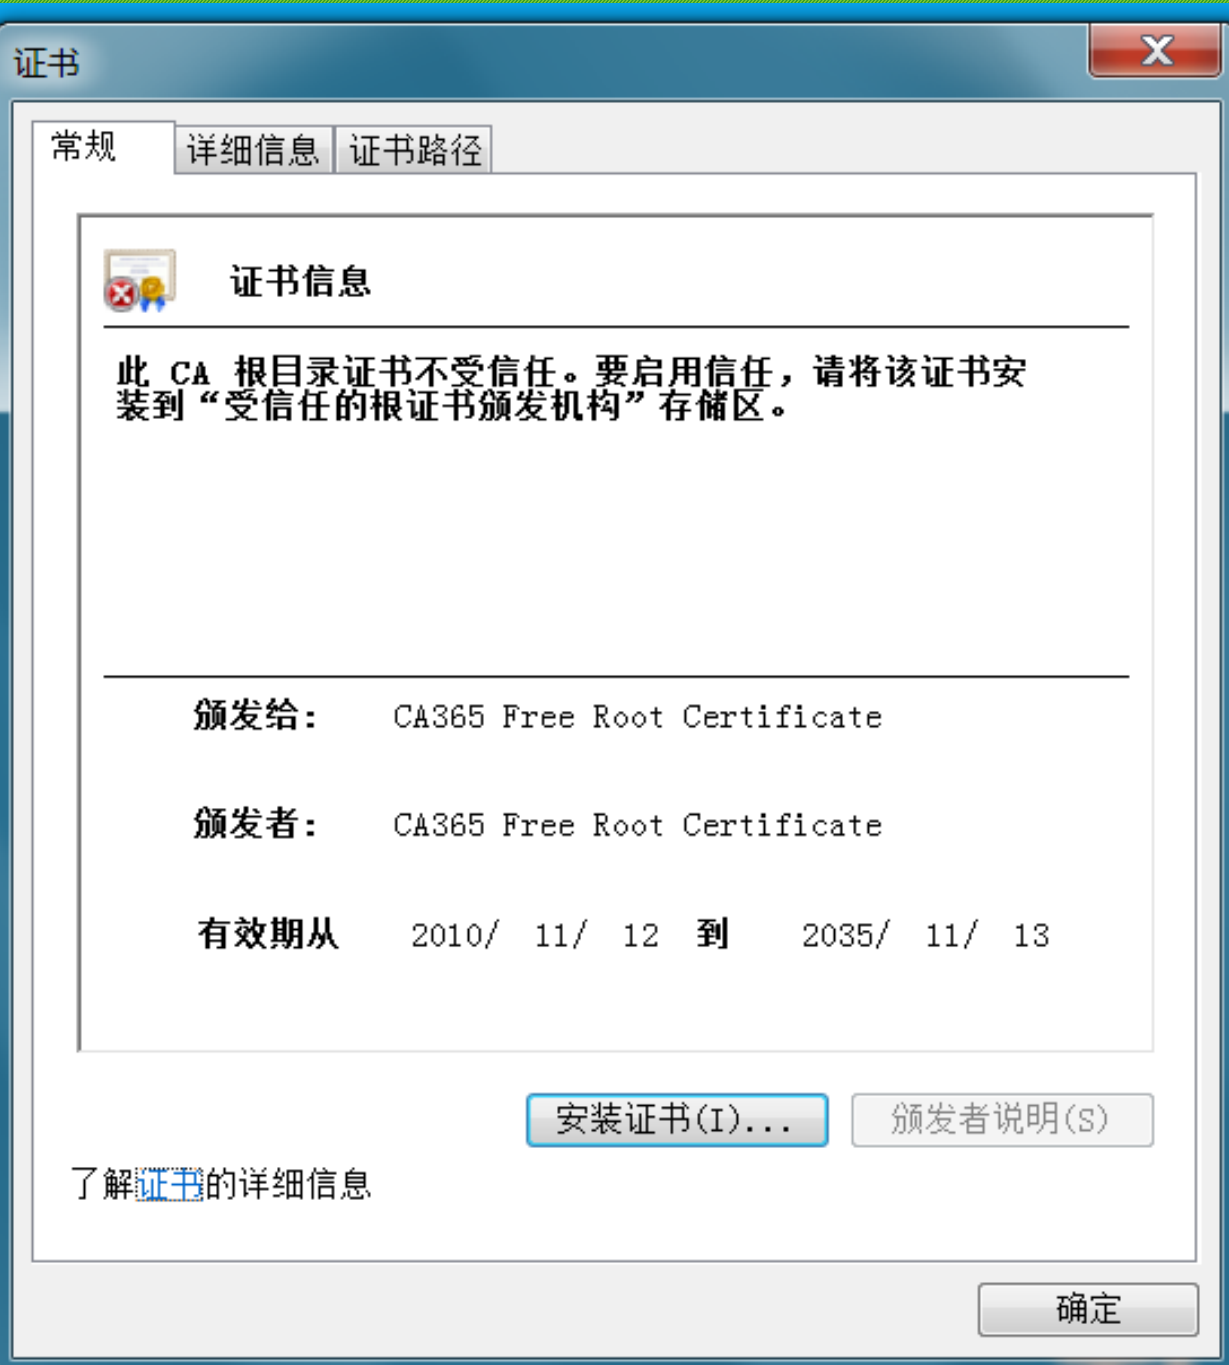 证书
常规 详细信息 证书路径
证书信息
此 CA 根目录证书不受信任。要启用信任，请将该证书安
装到“受信任的根证书颁发机构”存储区。
颁发给： CA365 Free Root Certificate
颁发者： CA365 Free Root Certificate
有效期从 2010/ 11/ 12 到 2035/ 11/ 13
安装证书(I)... 颁发者说明(S)
了解证书的详细信息
确定